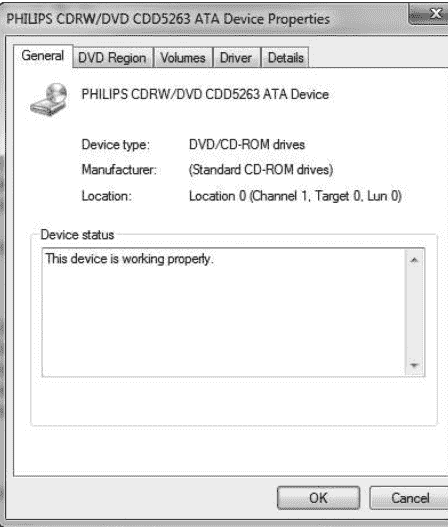 PHILIPS CDRW/DVD CDD5263 ATA Device Properties
General DVD Region Volumes Driver Details
PHILIPS CDRW/DVD CDD5263 ATA Device
Device type: DVD/CD-ROM drives
Manufacturer: (Standard CD-ROM drives)
Location: Location 0 (Channel 1, Target 0, Lun 0)
Device status
This device is working properly.
OK Cancel